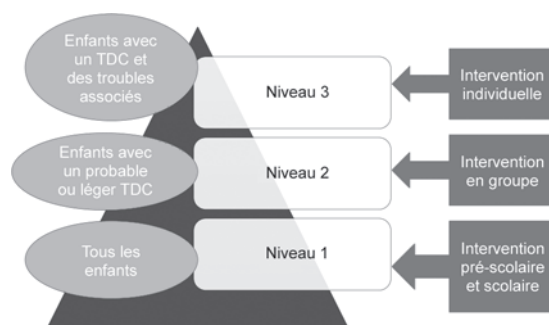 Enfants avec
un TDC et
des troubles
associés
Niveau 3
Intervention
individuelle
Enfants avec
un probable
ou léger TDC
Niveau 2
Intervention
en groupe
Tous les
enfants
Niveau 1
Intervention
pré-scolaire
et scolaire